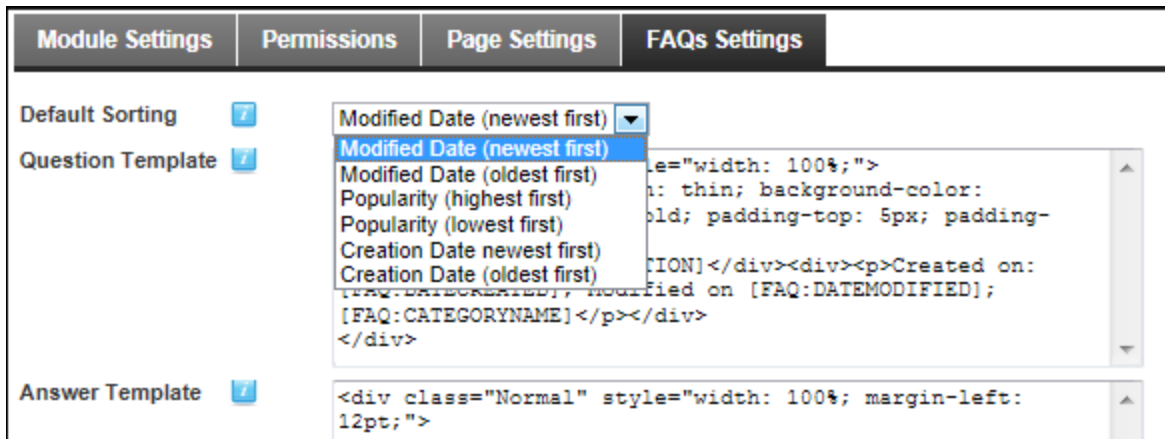 Module Settings Permissions Page Settings FAQs Settings
Default Sorting Modified Date (newest first)
Modified Date (newest first)
Modified Date (oldest first)
Popularity (highest first)
Popularity (lowest first)
Creation Date newest first)
Creation Date (oldest first)
Question Template
le="width: 100%;">
thin; background-color:
padding-top: 5px; padding-
TION]</div><div><p>Created on:
[FAQ:DATECREATED]; Modified on [FAQ:DATEMODIFIED];
[FAQ:CATEGORYNAME]</p></div>
</div>
Answer Template
<div class="Normal" style="width: 100%; margin-left:
12pt;">